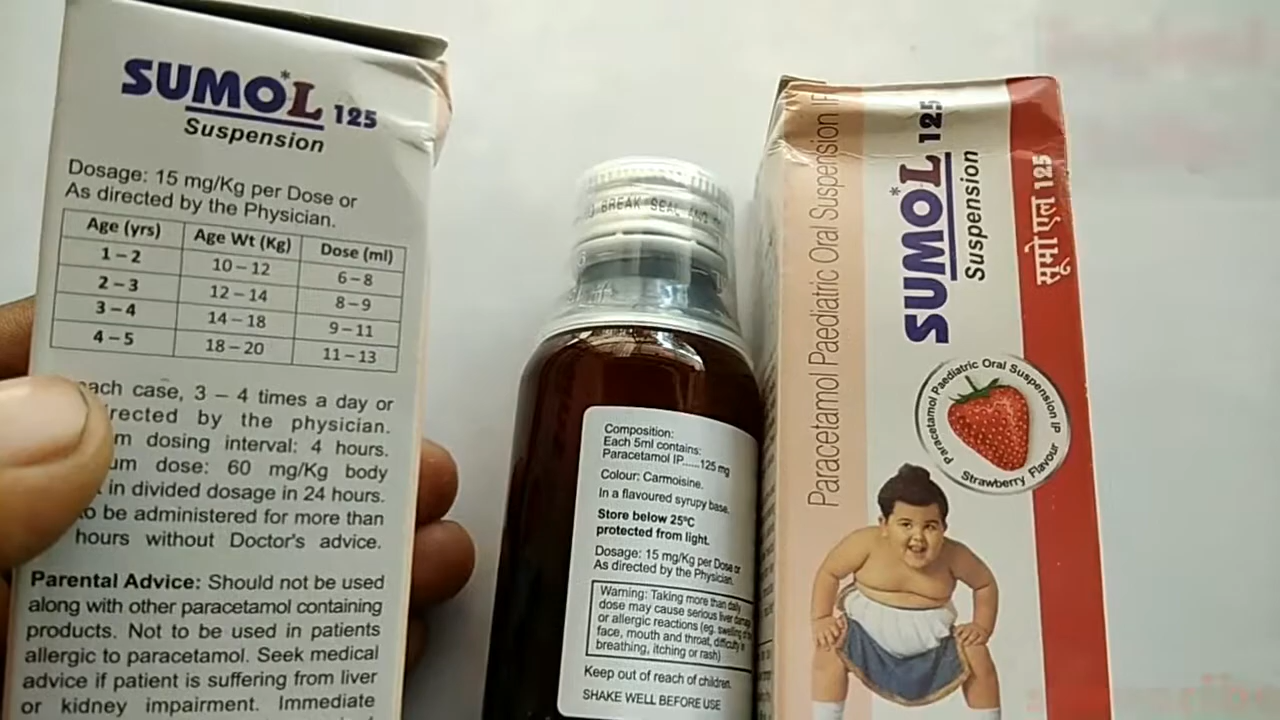 SUMO*L 125
Suspension
Dosage: 15 mg/Kg per Dose or
As directed by the Physician.
Age (yrs) Age Wt (Kg) Dose (ml)
1 – 2 10 – 12 6 – 8
2 – 3 12 – 14 8 – 9
3 – 4 14 – 18 9 – 11
4 – 5 18 – 20 11 – 13
case, 3 – 4 times a day or
by the physician.
dosing interval: 4 hours.
dose: 60 mg/Kg body
in divided dosage in 24 hours.
be administered for more than
hours without Doctor's advice.
Parental Advice: Should not be used
along with other paracetamol containing
products. Not to be used in patients
allergic to paracetamol. Seek medical
advice if patient is suffering from liver
or kidney impairment. Immediate
BREAK SEAL AND
Composition:
Each 5ml contains:
Paracetamol IP......125 mg
Colour: Carmoisine.
In a flavoured syrupy base.
Store below 25°C
protected from light.
Dosage: 15 mg/Kg per Dose or
As directed by the Physician.
Warning: Taking more than daily
dose may cause serious liver damage
or allergic reactions (eg. swelling of the
face, mouth and throat, difficulty in
breathing, itching or rash)
Keep out of reach of children.
SHAKE WELL BEFORE USE
Paracetamol Paediatric Oral Suspension IP
SUMO*L 125
Suspension
सूमो एल 125
Paracetamol Paediatric Oral Suspension IP
Strawberry Flavour